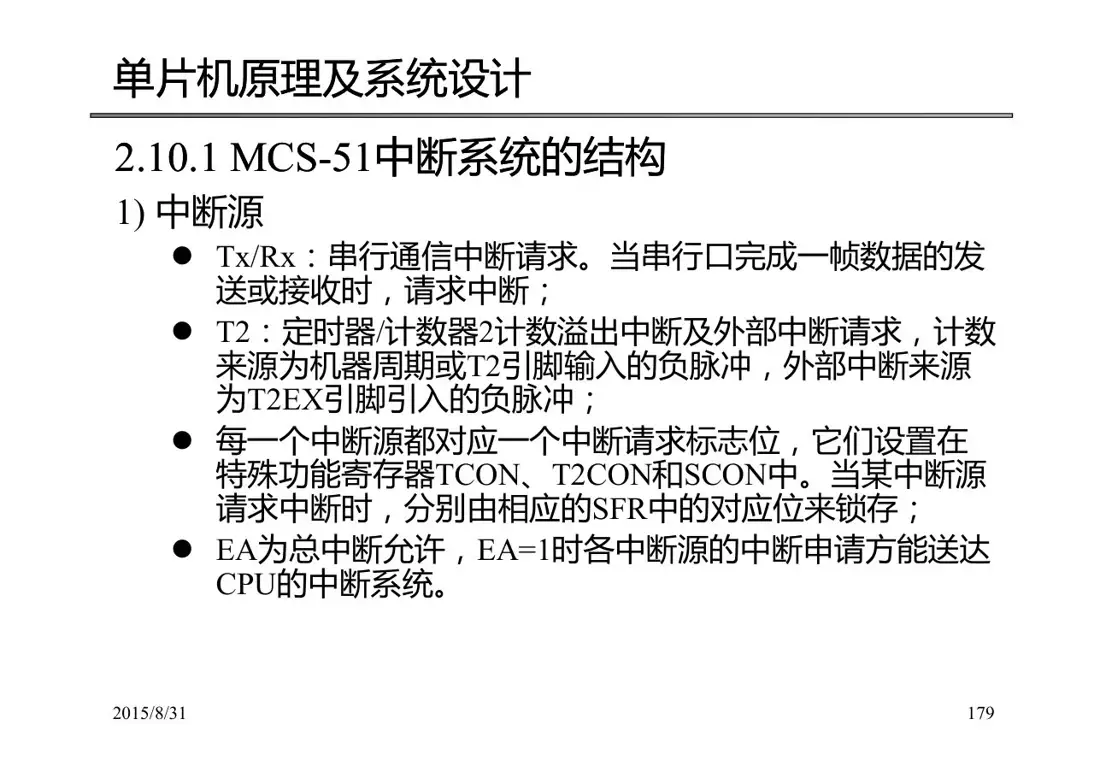 单片机原理及系统设计
2.10.1 MCS-51中断系统的结构
1) 中断源
● Tx/Rx：串行通信中断请求。当串行口完成一帧数据的发
送或接收时，请求中断；
● T2：定时器/计数器2计数溢出中断及外部中断请求，计数
来源为机器周期或T2引脚输入的负脉冲，外部中断来源
为T2EX引脚引入的负脉冲；
● 每一个中断源都对应一个中断请求标志位，它们设置在
特殊功能寄存器TCON、T2CON和SCON中。当某中断源
请求中断时，分别由相应的SFR中的对应位来锁存；
● EA为总中断允许，EA=1时各中断源的中断申请方能送达
CPU的中断系统。
2015/8/31
179